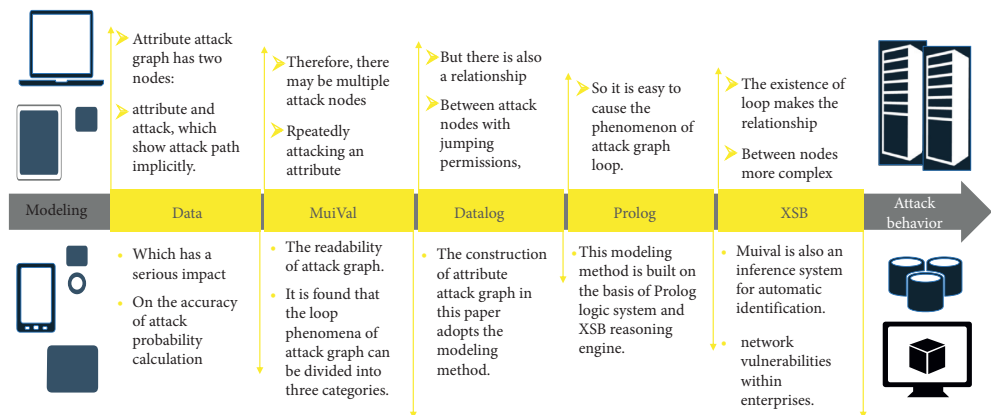 Attribute attack
graph has two
nodes:
attribute and
attack, which
show attack path
implicitly.
Therefore, there
may be multiple
attack nodes
Rpeatedly
attacking an
attribute
But there is also
a relationship
Between attack
nodes with
jumping
permissions,
So it is easy to
cause the
phenomenon of
attack graph
loop.
The existence of
loop makes the
relationship
Between nodes
more complex
Modeling
Data
MuiVal
Datalog
Prolog
XSB
Attack
behavior
Which has a
serious impact
On the accuracy
of attack
probability
calculation
The readability
of attack graph.
It is found that
the loop
phenomena of
attack graph can
be divided into
three categories.
The
construction of
attribute
attack graph in
this paper
adopts the
modeling
method.
This modeling
method is built on
the basis of Prolog
logic system and
XSB reasoning
engine.
Muival is also an
inference system
for automatic
identification.
network
vulnerabilities
within
enterprises.